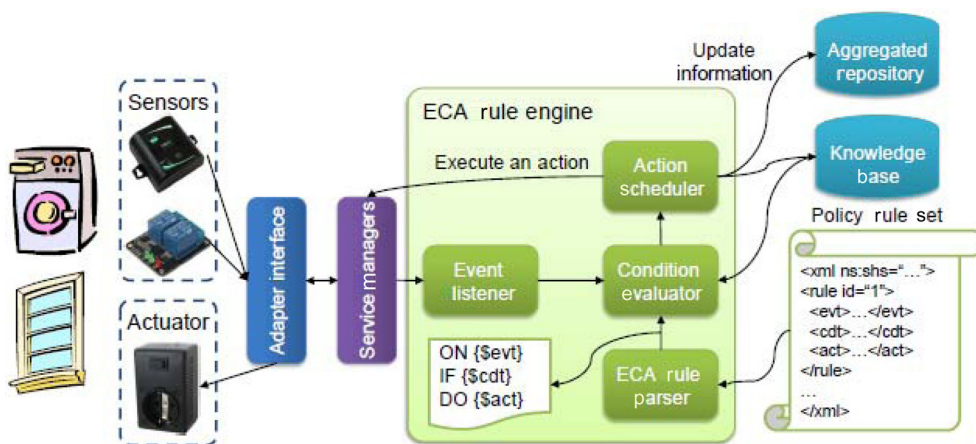 Update
information
Aggregated
repository
Sensors
ECA rule engine
Execute an action
Action
scheduler
Knowledge
base
Policy rule set
Adapter interface
Service managers
Event
listener
Condition
evaluator
<xml ns:shs="...">
<rule id="1">
<evt>...</evt>
<cdt>...</cdt>
<act>...</act>
</rule>
...
</xml>
Actuator
ON {$evt}
IF {$cdt}
DO {$act}
ECA rule
parser